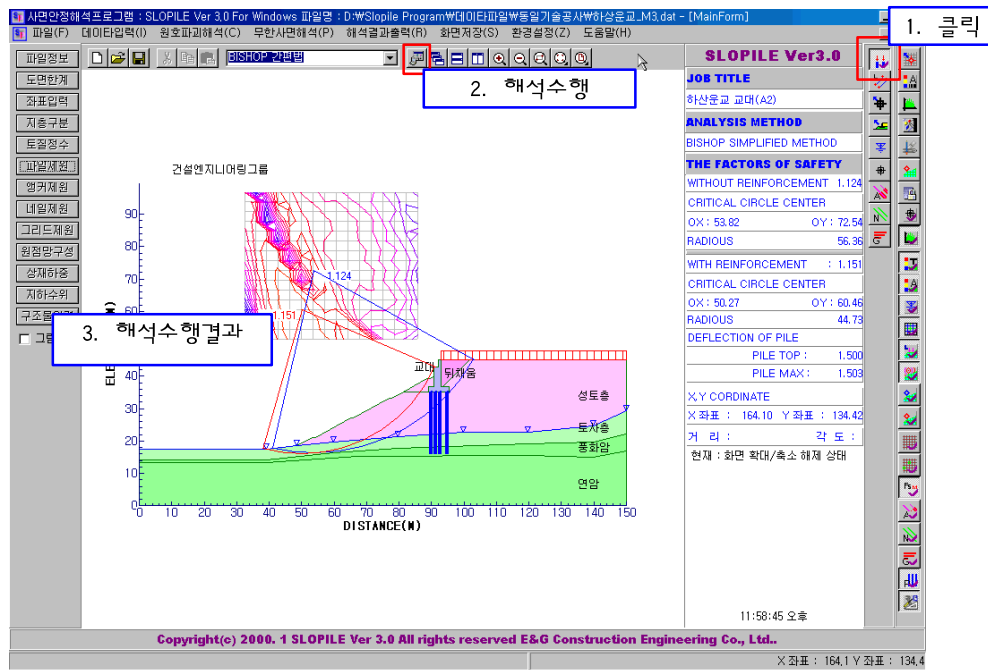 사면안정해석프로그램 : SLOPILE Ver 3.0 For Windows 파일명 : D:₩Slopile Program₩데이타파일₩동일기술공사₩하상운교_M3.dat - [MainForm]
파일(F) 데이타입력(I) 원호파괴해석(C) 무한사면해석(P) 해석결과출력(R) 화면저장(S) 환경설정(Z) 도움말(H)
1. 클릭
파일정보
BISHOP 간편법
2. 해석수행
도면한계
좌표입력
지층구분
토질정수
파일제원
앵커제원
네일제원
그리드제원
원점망구성
상재하중
지하수위
건설엔지니어링그룹
3. 해석수행결과
90
80
70
60
40
30
20
10
0
1.124
1.151
교대
뒤채움
성토층
토사층
풍화암
연암
0 10 20 30 40 50 60 70 80 90 100 110 120 130 140 150
DISTANCE(M)
SLOPILE Ver3.0
JOB TITLE
하산운교 교대(A2)
ANALYSIS METHOD
BISHOP SIMPLIFIED METHOD
THE FACTORS OF SAFETY
WITHOUT REINFORCEMENT 1.124
CRITICAL CIRCLE CENTER
OX : 53.82 OY : 72.54
RADIOUS 56.36
WITH REINFORCEMENT : 1.151
CRITICAL CIRCLE CENTER
OX : 50.27 OY : 60.46
RADIOUS 44.73
DEFLECTION OF PILE
PILE TOP : 1.500
PILE MAX : 1.503
X,Y CORDINATE
X 좌표 : 164.10 Y 좌표 : 134.42
거 리 : 각 도 :
현재 : 화면 확대/축소 해제 상태
11:58:45 오후
Copyright(c) 2000. 1 SLOPILE Ver 3.0 All rights reserved E&G Construction Engineering Co., Ltd..
X 좌표 : 164.1 Y 좌표 : 134.4